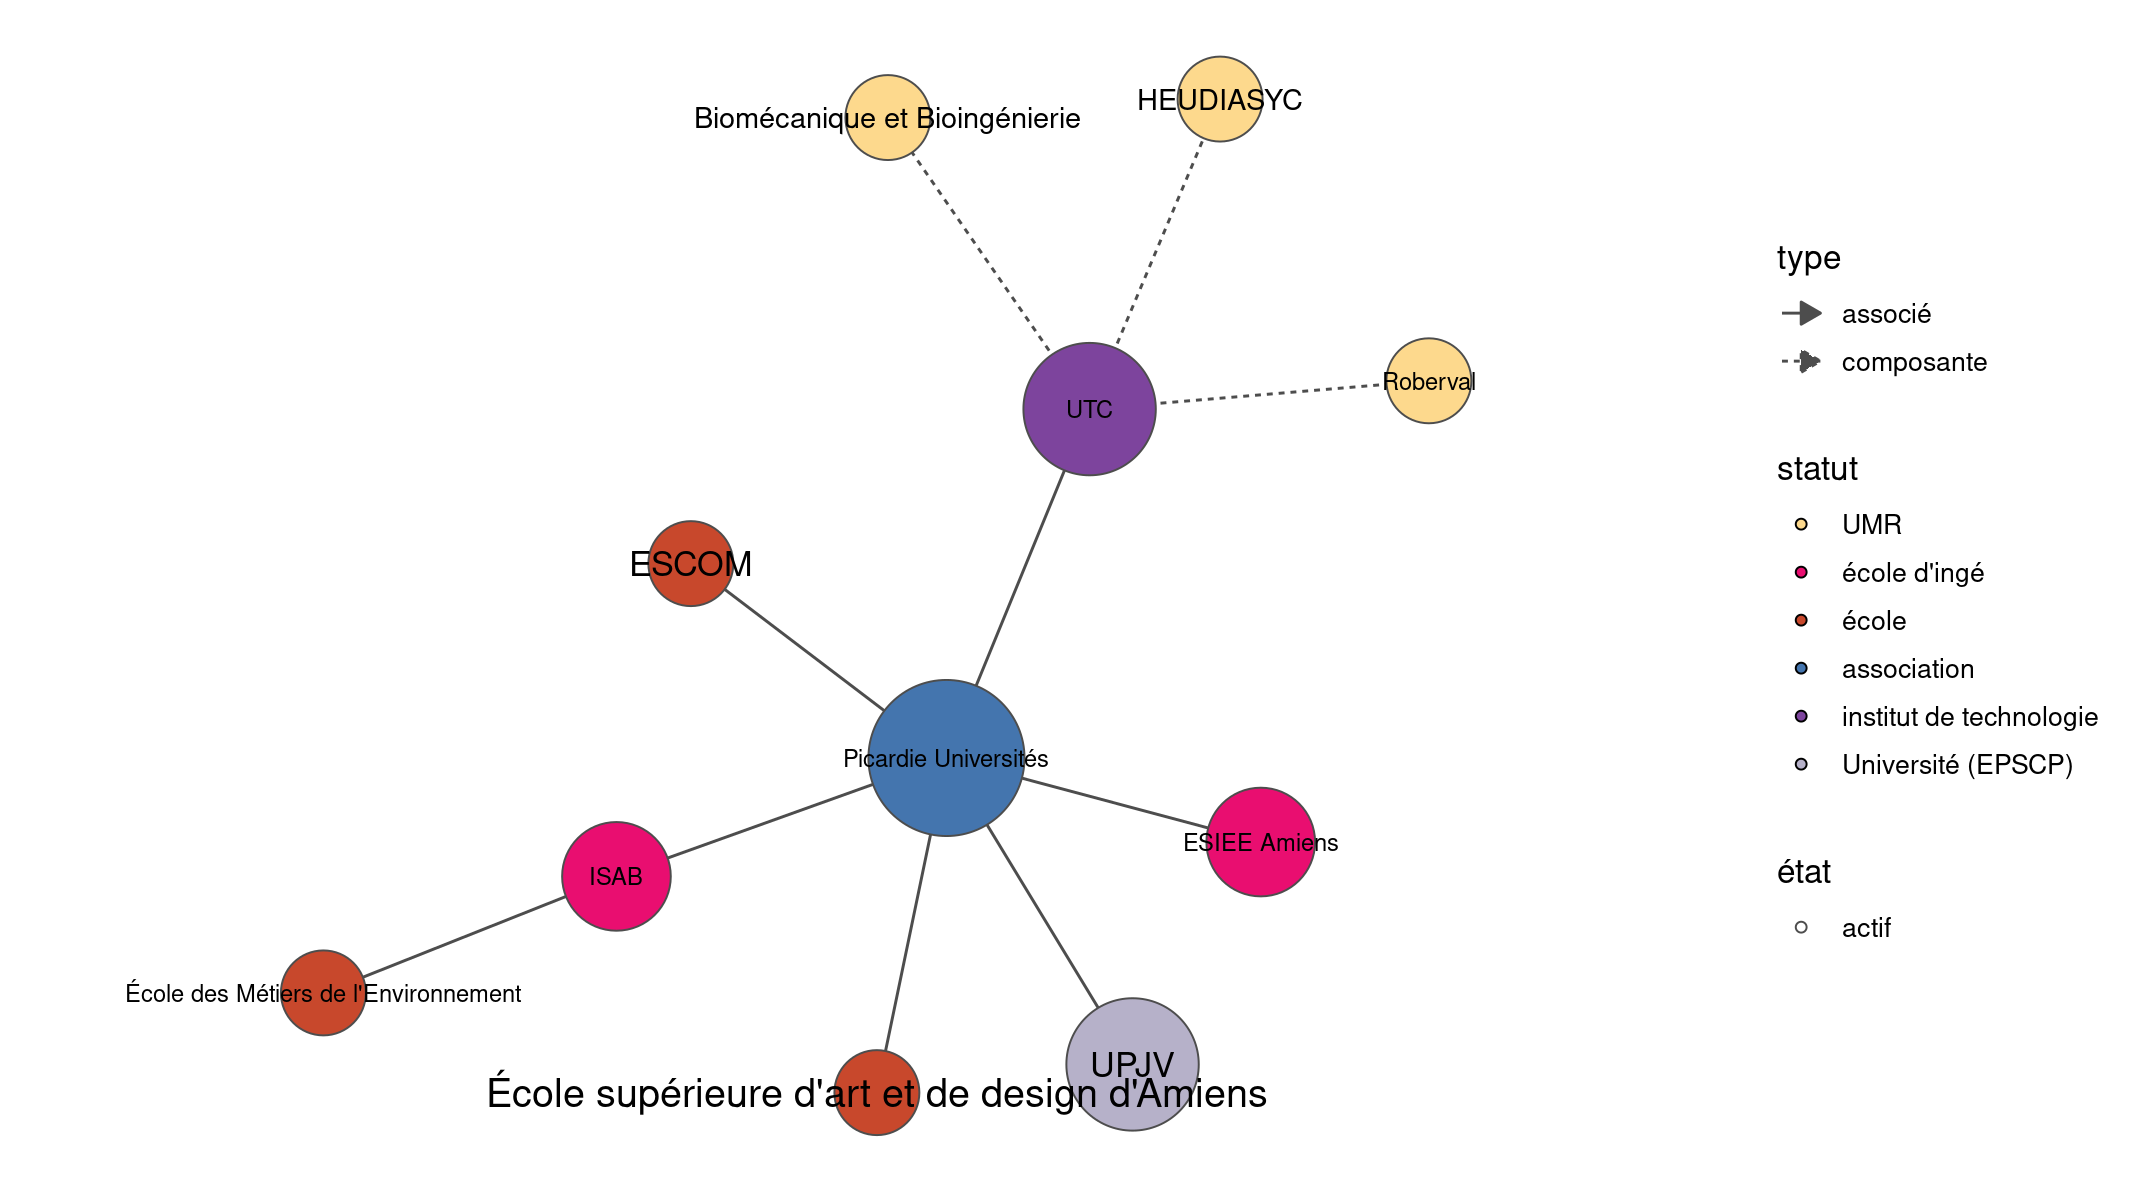 HEUDIASYC
Biomécanique et Bioingénierie
Roberval
UTC
ESCOM
Picardie Universités
ESIEE Amiens
ISAB
École des Métiers de l'Environnement
UPJV
École supérieure d'art et de design d'Amiens
type
associé
composante
statut
UMR
école d'ingé
école
association
institut de technologie
Université (EPSCP)
état
actif